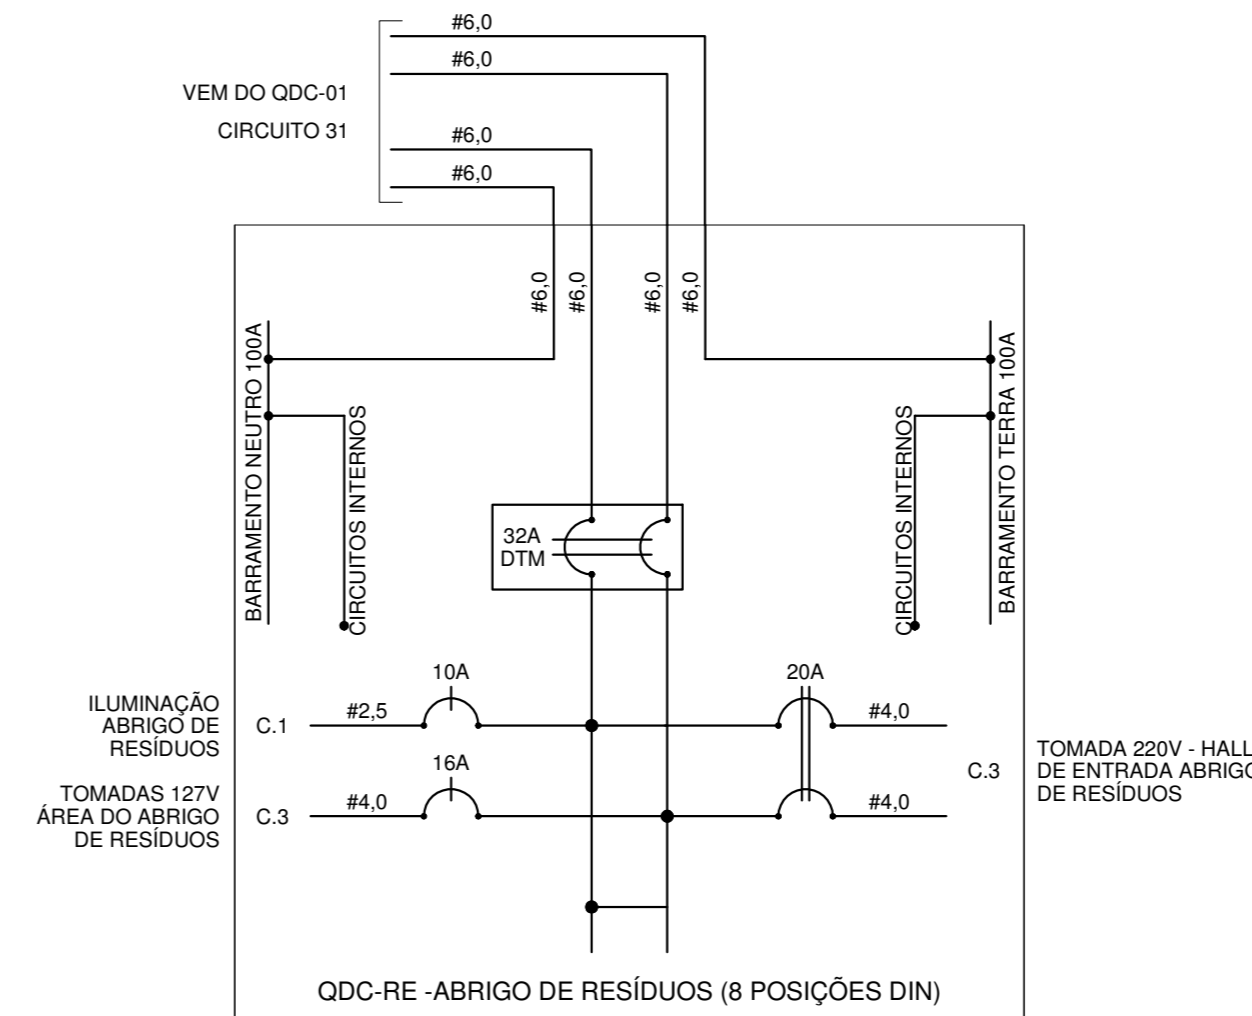 #6,0
#6,0
VEM DO QDC-01
CIRCUITO 31
#6,0
#6,0
#6,0
#6,0
#6,0
#6,0
BARRAMENTO NEUTRO 100A
CIRCUITOS INTERNOS
CIRCUITOS INTERNOS
BARRAMENTO TERRA 100A
32A
DTM
ILUMINAÇÃO
ABRIGO DE
RESÍDUOS
C.1
#2,5
10A
20A
#4,0
TOMADAS 127V
ÁREA DO ABRIGO
DE RESÍDUOS
C.3
#4,0
16A
#4,0
C.3
TOMADA 220V - HALL
DE ENTRADA ABRIGO
DE RESÍDUOS
QDC-RE -ABRIGO DE RESÍDUOS (8 POSIÇÕES DIN)